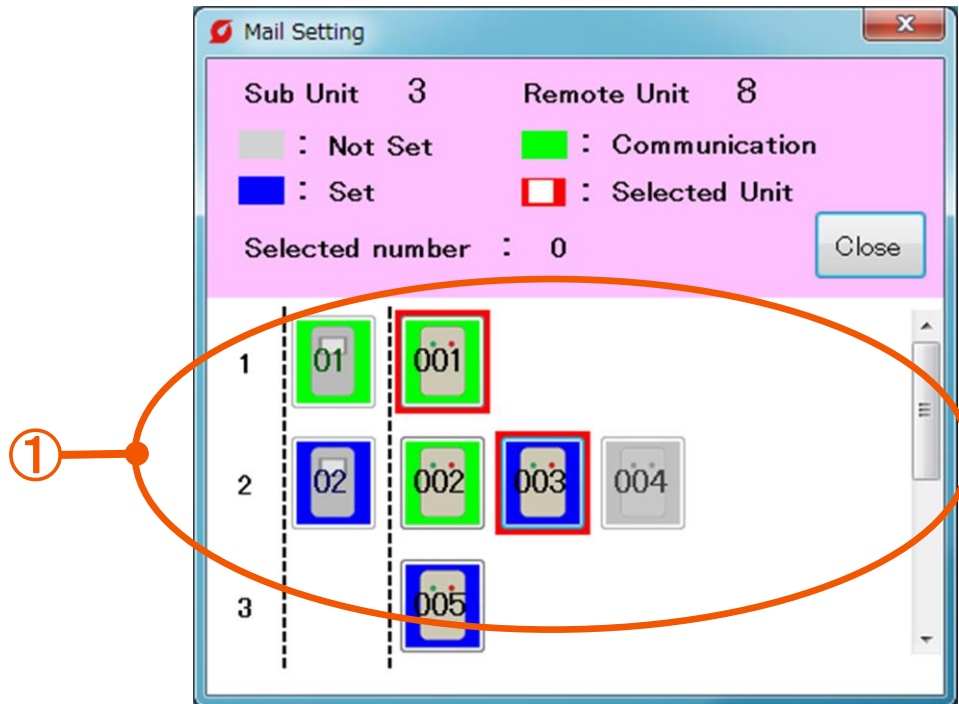 Mail Setting
Sub Unit 3 Remote Unit 8
: Not Set : Communication
: Set : Selected Unit
Selected number : 0 Close
1 01 001
① 
2 02 002 003 004
3 005